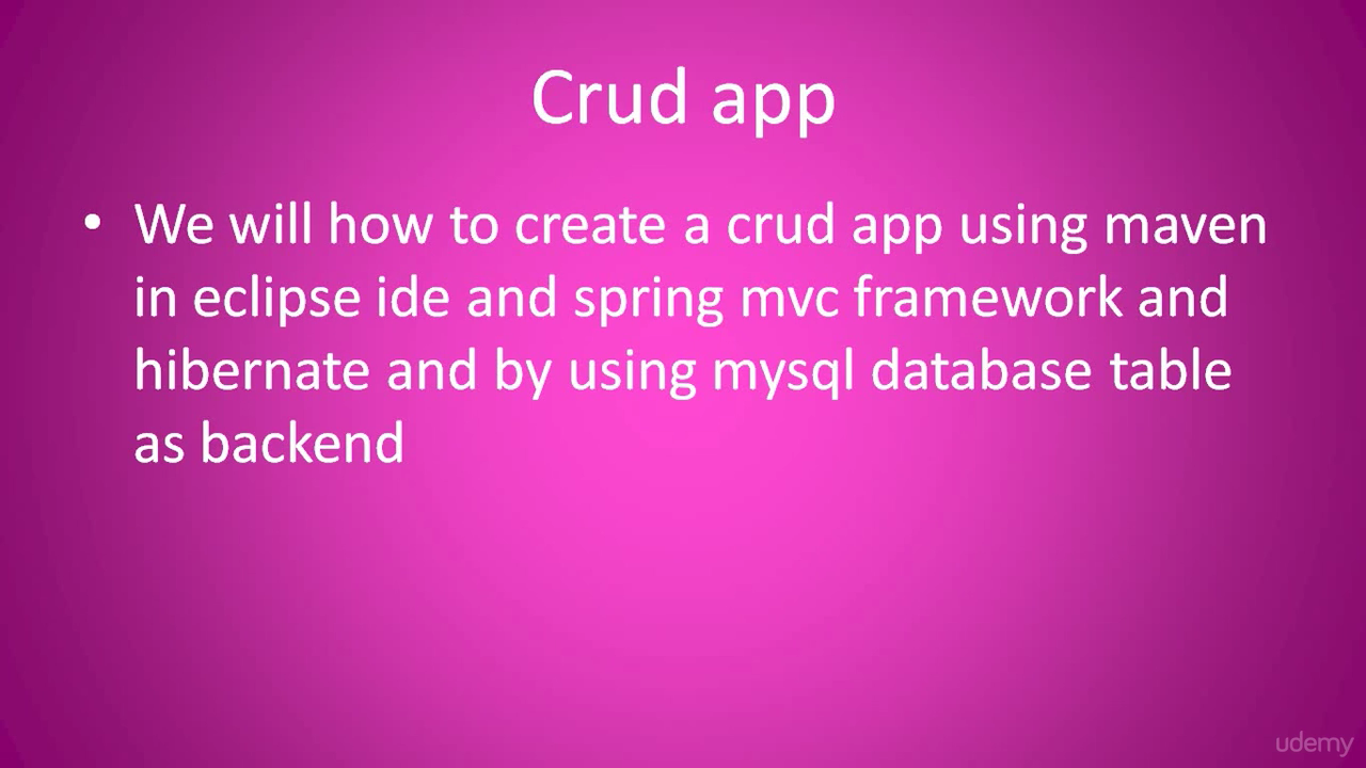 Crud app
• We will how to create a crud app using maven
in eclipse ide and spring mvc framework and
hibernate and by using mysql database table
as backend
udemy